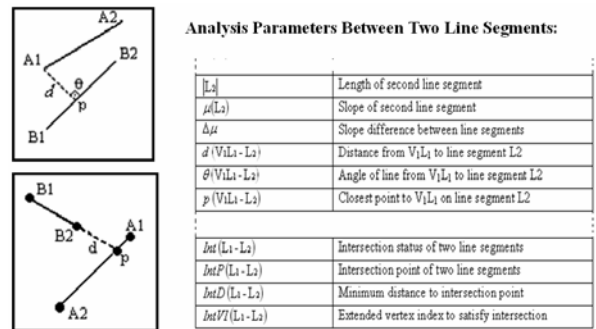 A2
A1
B2
θ
d
p
B1
B1
A1
B2
d
p
A2
Analysis Parameters Between Two Line Segments:
|L₂| Length of second line segment
μ(L₂) Slope of second line segment
Δμ Slope difference between line segments
d (V₁L₁ - L₂) Distance from V₁L₁ to line segment L2
θ (V₁L₁ - L₂) Angle of line from V₁L₁ to line segment L2
p (V₁L₁ - L₂) Closest point to V₁L₁ on line segment L2
Int (L₁ - L₂) Intersection status of two line segments
IntP (L₁ - L₂) Intersection point of two line segments
IntD (L₁ - L₂) Minimum distance to intersection point
IntVI (L₁ - L₂) Extended vertex index to satisfy intersection